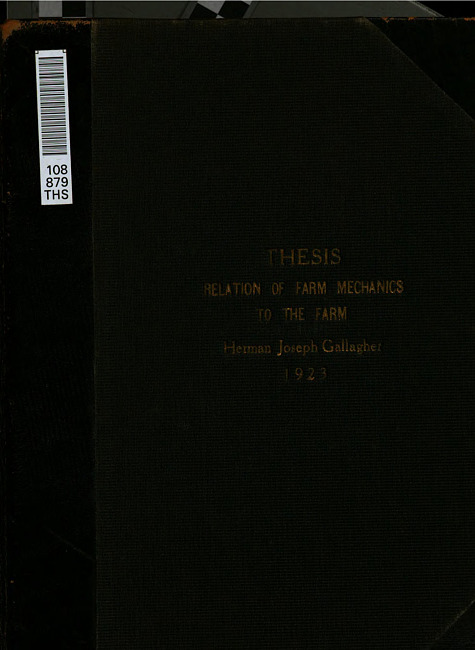 108
879
THS
THESIS
RELATION OF FARM MECHANICS
TO THE FARM
Herman Joseph Gallagher
1923